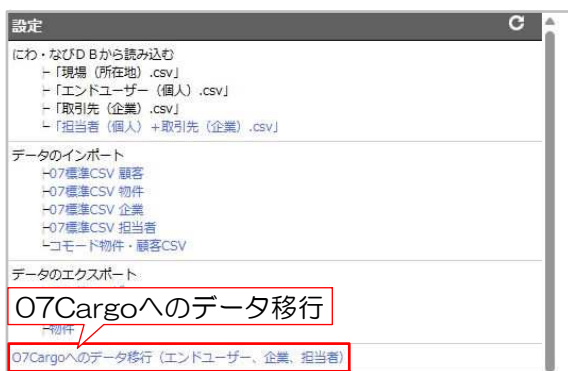 設定
にわ・なびDBから読み込む
├「現場（所在地）.csv」
├「エンドユーザー（個人）.csv」
├「取引先（企業）.csv」
└「担当者（個人）+取引先（企業）.csv」
データのインポート
├07標準CSV 顧客
├07標準CSV 物件
├07標準CSV 企業
├07標準CSV 担当者
└コモード物件・顧客CSV
データのエクスポート
O7Cargoへのデータ移行
├物件
O7Cargoへのデータ移行（エンドユーザー、企業、担当者）